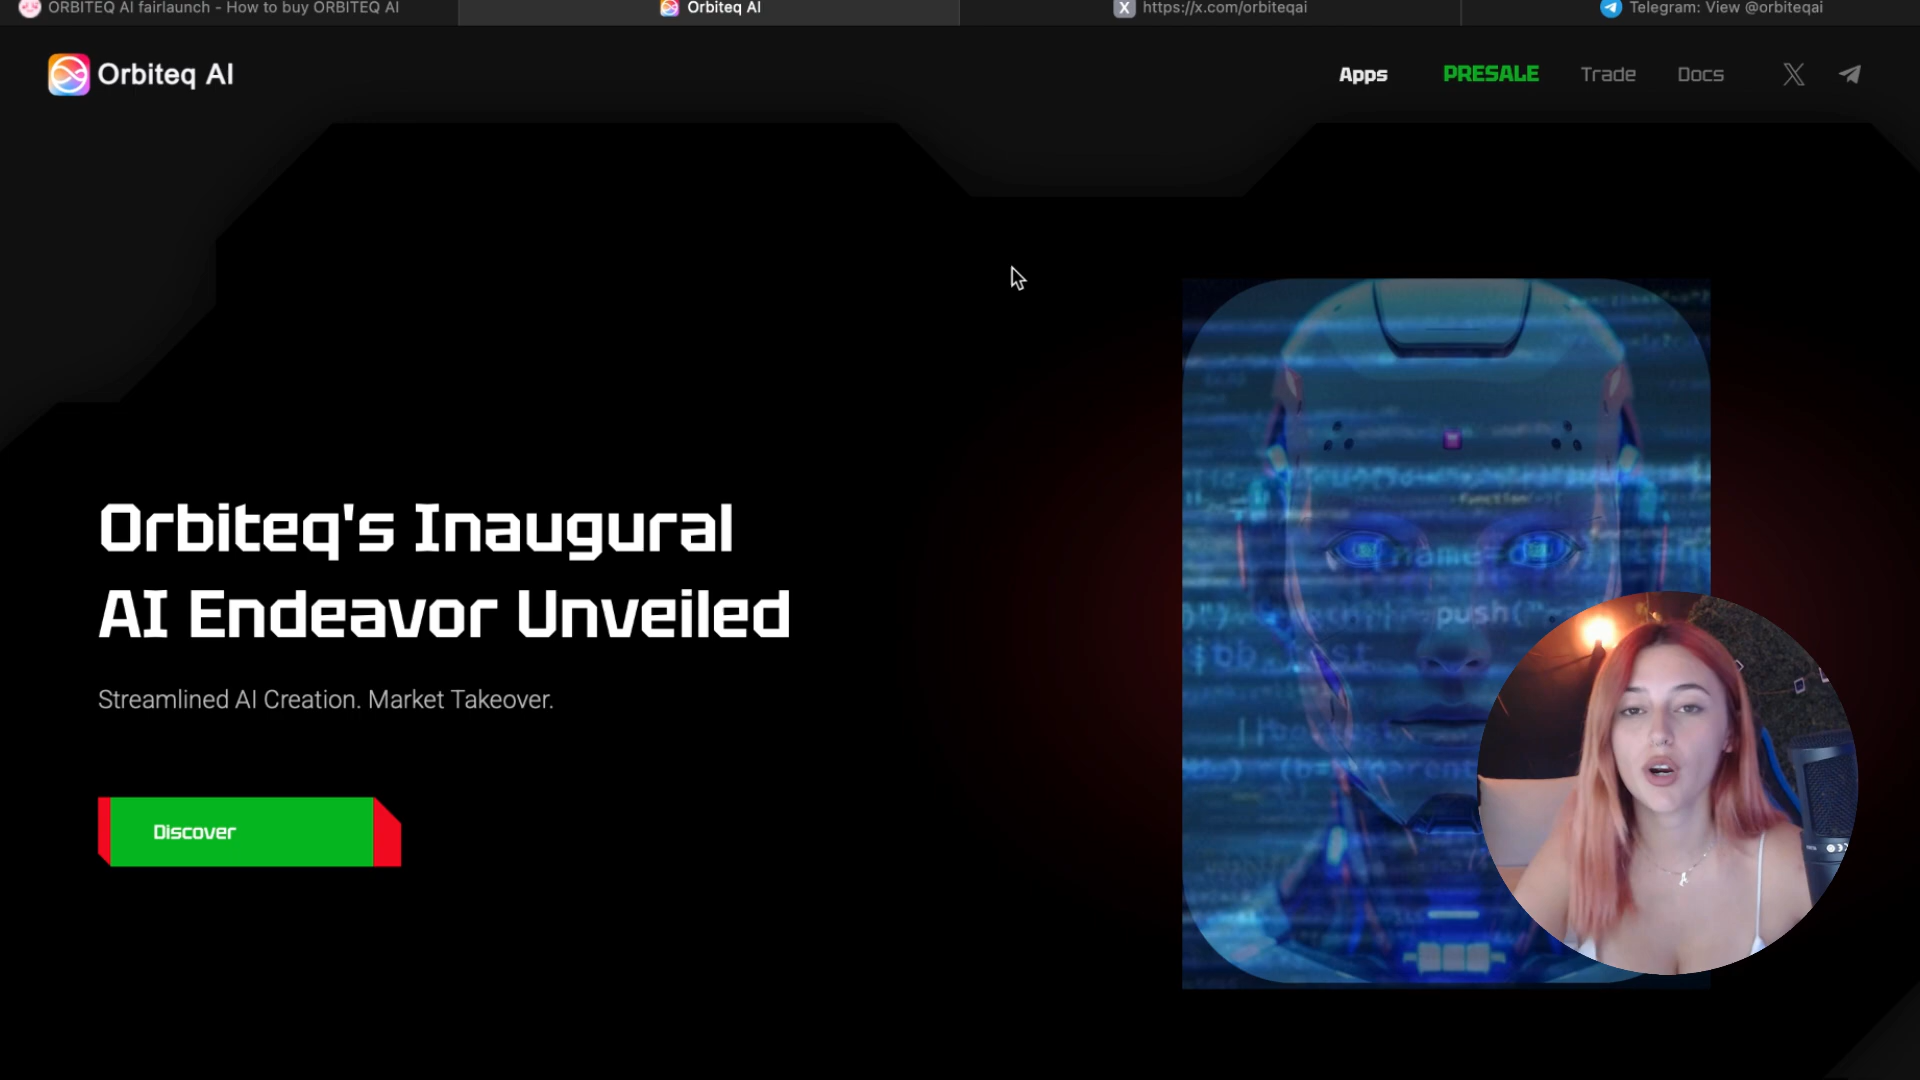 ORBITEQ AI fairlaunch - How to buy ORBITEQ AI
Orbiteq AI
https://x.com/orbiteqai
Telegram: View @orbiteqai
Orbiteq AI
Apps
PRESALE
Trade
Docs
Orbiteq's Inaugural
AI Endeavor Unveiled
Streamlined AI Creation. Market Takeover.
Discover
push("